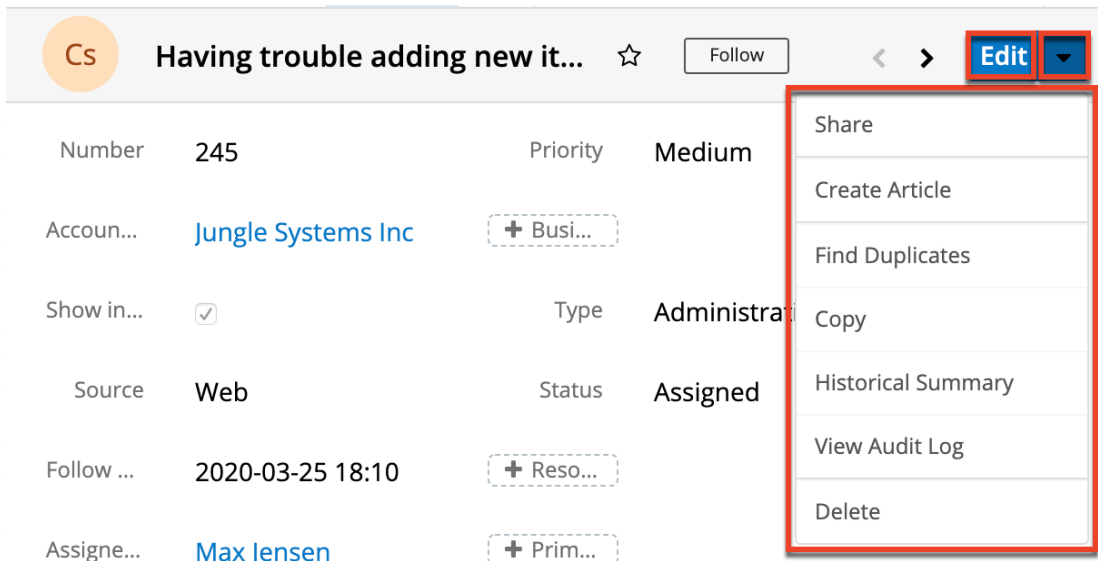 Cs
Having trouble adding new it...
Follow
Edit
Number 245
Priority Medium
Accoun... Jungle Systems Inc
+ Busi...
Show in...
Type Administrati
Source Web
Status Assigned
Follow ... 2020-03-25 18:10
+ Reso...
Assigne... Max Jensen
+ Prim...
Share
Create Article
Find Duplicates
Copy
Historical Summary
View Audit Log
Delete